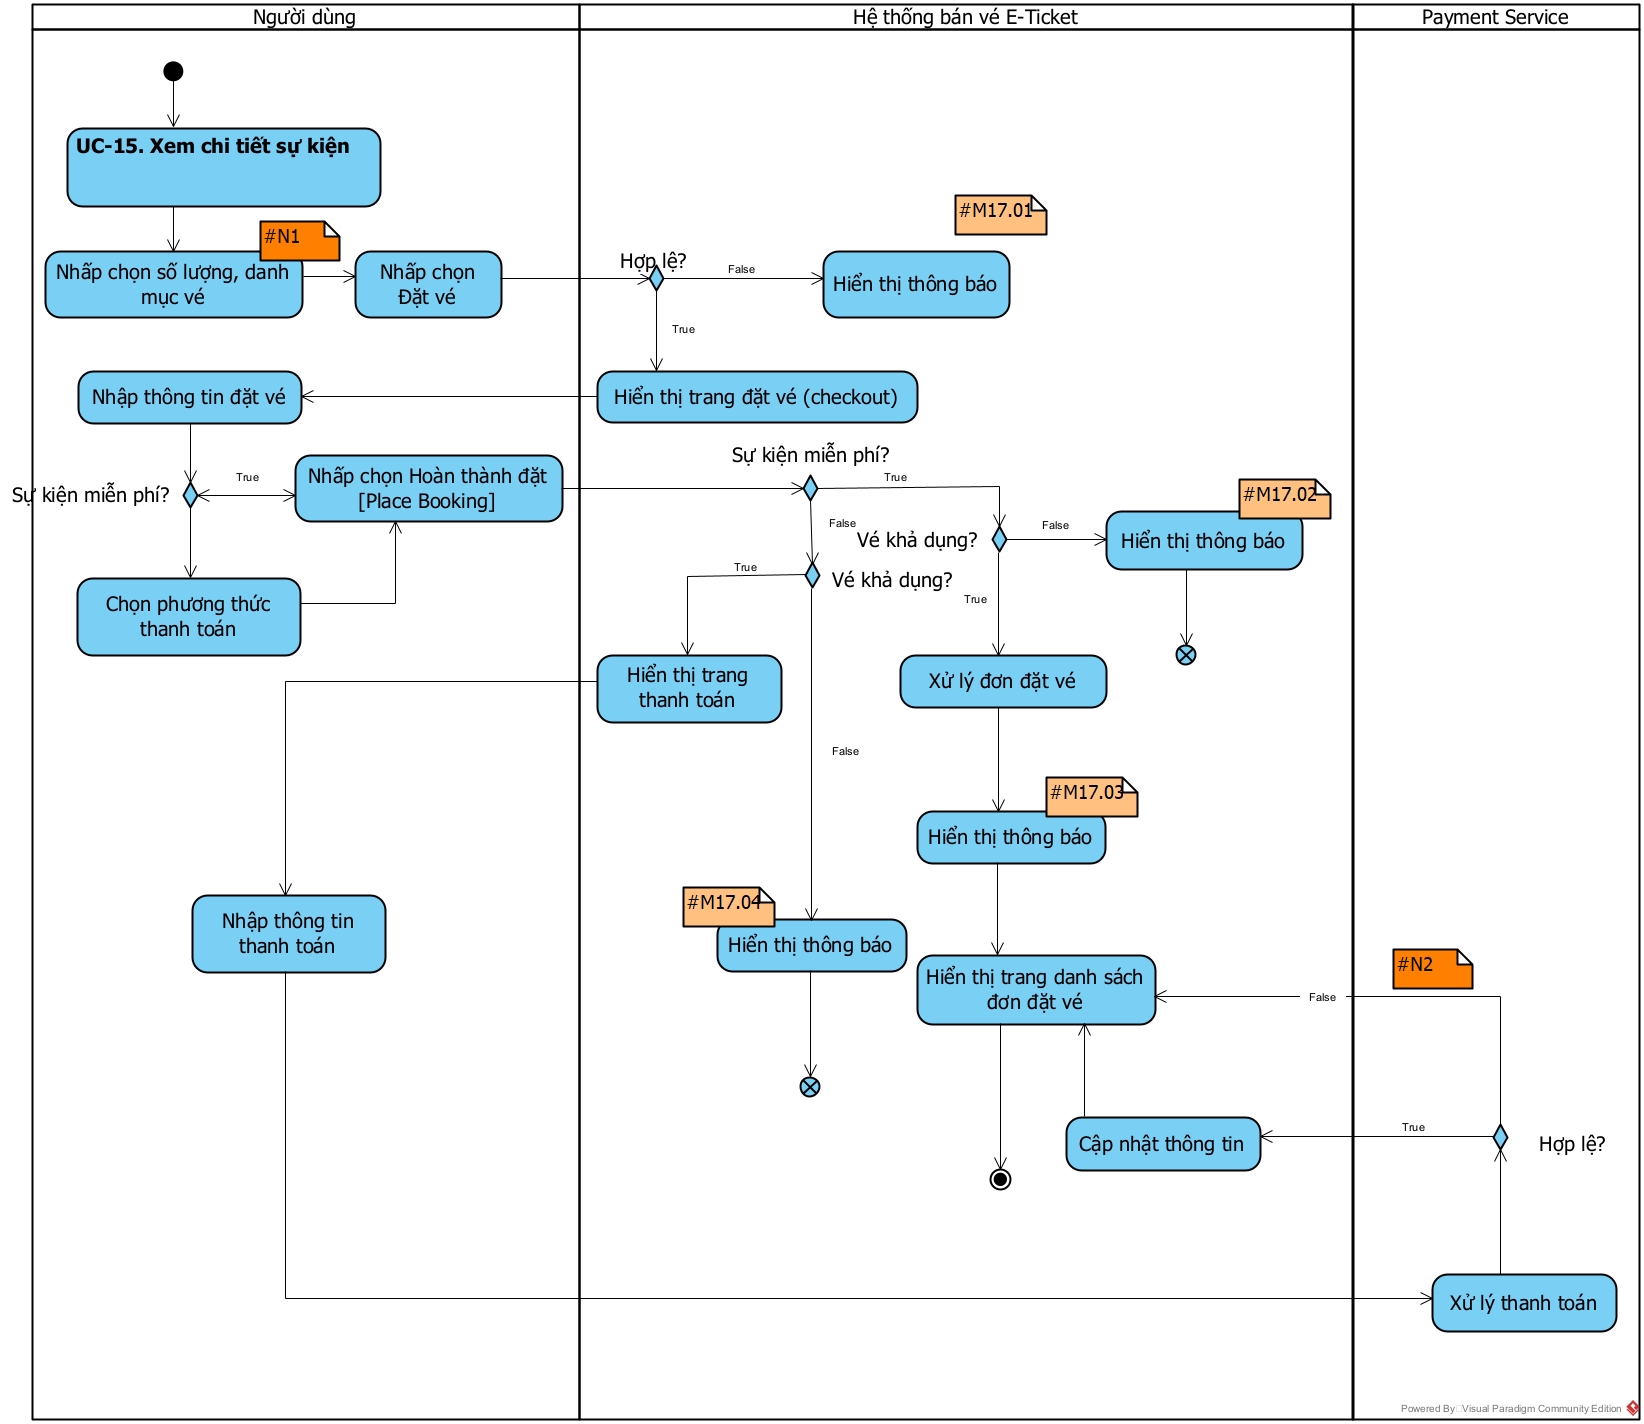 Người dùng
Hệ thống bán vé E-Ticket
Payment Service
UC-15. Xem chi tiết sự kiện
#M17.01
#N1
Nhấp chọn số lượng, danh
mục vé
Nhấp chọn
Đặt vé
Hợp lệ?
False
Hiển thị thông báo
True
Nhập thông tin đặt vé
Hiển thị trang đặt vé (checkout)
Sự kiện miễn phí?
True
Nhấp chọn Hoàn thành đặt
[Place Booking]
Sự kiện miễn phí?
True
False
#M17.02
Vé khả dụng?
False
Hiển thị thông báo
True
Vé khả dụng?
True
Chọn phương thức
thanh toán
Hiển thị trang
thanh toán
Xử lý đơn đặt vé
False
#M17.03
Hiển thị thông báo
#M17.04
Hiển thị thông báo
Nhập thông tin
thanh toán
#N2
Hiển thị trang danh sách
đơn đặt vé
False
Cập nhật thông tin
True
Hợp lệ?
Xử lý thanh toán
Powered By Visual Paradigm Community Edition